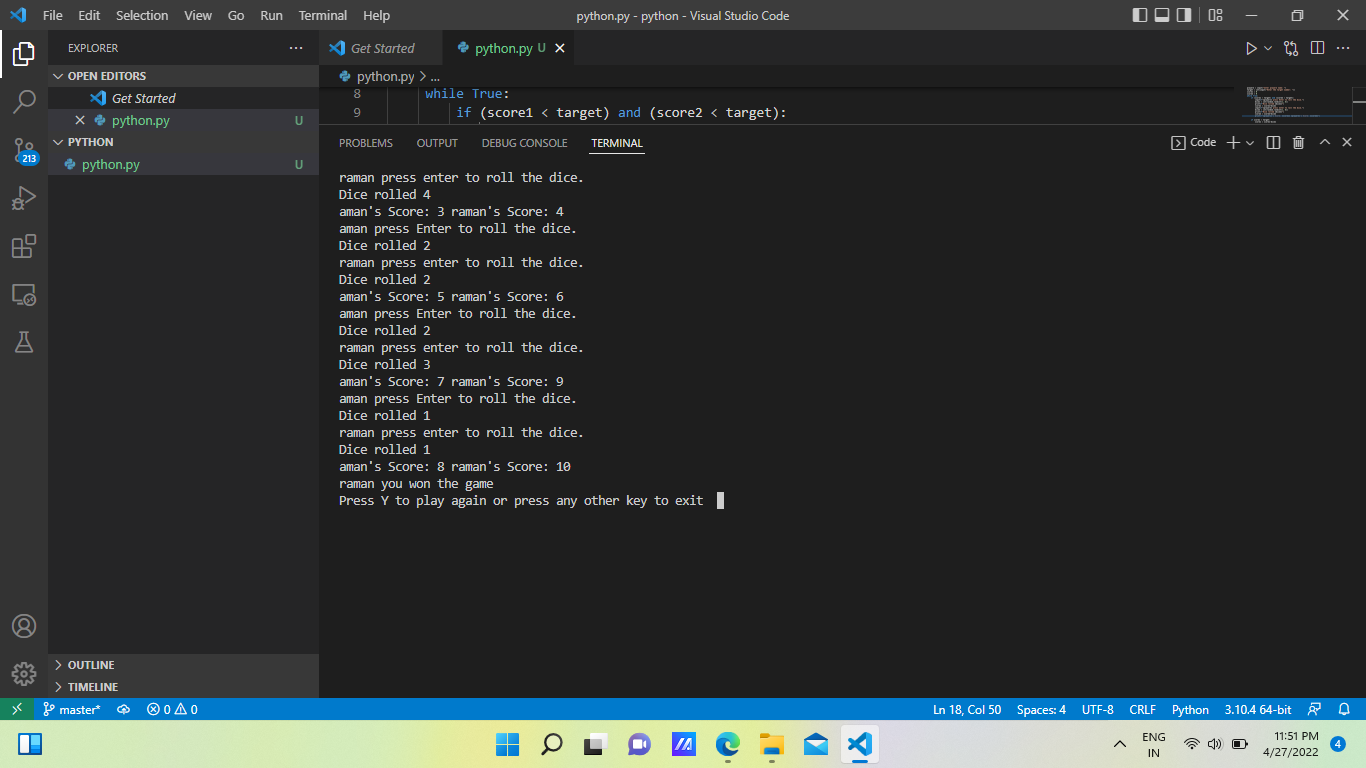 File Edit Selection View Go Run Terminal Help
python.py - python - Visual Studio Code
EXPLORER
OPEN EDITORS
Get Started
python.py
U
PYTHON
python.py
U
213
OUTLINE
TIMELINE
Get Started
python.py U
python.py > ...
8 while True:
9 if (score1 < target) and (score2 < target):
PROBLEMS OUTPUT DEBUG CONSOLE TERMINAL
Code
raman press enter to roll the dice.
Dice rolled 4
aman's Score: 3 raman's Score: 4
aman press Enter to roll the dice.
Dice rolled 2
raman press enter to roll the dice.
Dice rolled 2
aman's Score: 5 raman's Score: 6
aman press Enter to roll the dice.
Dice rolled 2
raman press enter to roll the dice.
Dice rolled 3
aman's Score: 7 raman's Score: 9
aman press Enter to roll the dice.
Dice rolled 1
raman press enter to roll the dice.
Dice rolled 1
aman's Score: 8 raman's Score: 10
raman you won the game
Press Y to play again or press any other key to exit
master* 0 0
Ln 18, Col 50 Spaces: 4 UTF-8 CRLF Python 3.10.4 64-bit
ENG
IN
11:51 PM
4/27/2022
4